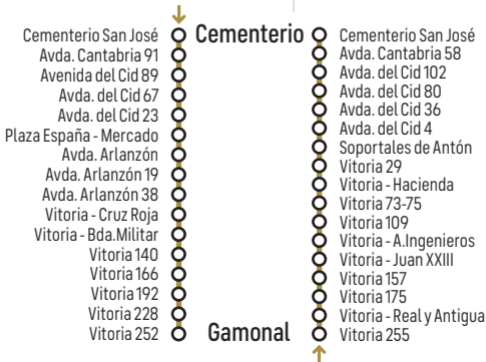 Cementerio San José
Avda. Cantabria 91
Avenida del Cid 89
Avda. del Cid 67
Avda. del Cid 23
Plaza España - Mercado
Avda. Arlanzón
Avda. Arlanzón 19
Avda. Arlanzón 38
Vitoria - Cruz Roja
Vitoria - Bda.Militar
Vitoria 140
Vitoria 166
Vitoria 192
Vitoria 228
Vitoria 252
Cementerio
Gamonal
Cementerio San José
Avda. Cantabria 58
Avda. del Cid 102
Avda. del Cid 80
Avda. del Cid 36
Avda. del Cid 4
Soportales de Antón
Vitoria 29
Vitoria - Hacienda
Vitoria 73-75
Vitoria 109
Vitoria - A.Ingenieros
Vitoria - Juan XXIII
Vitoria 157
Vitoria 175
Vitoria - Real y Antigua
Vitoria 255